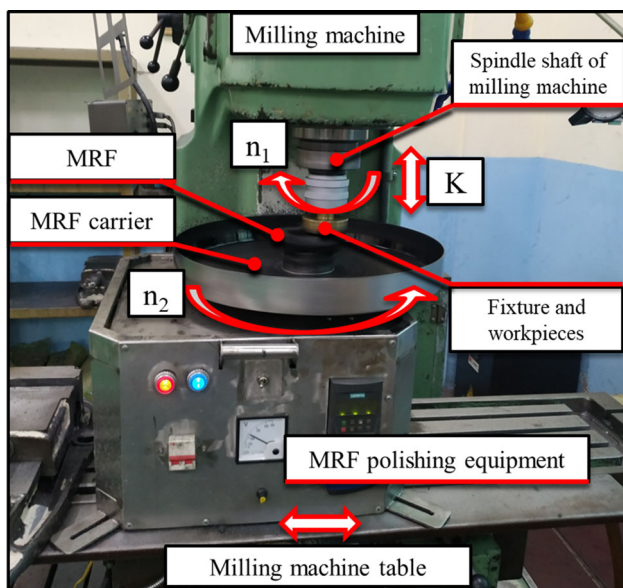 Milling machine
Spindle shaft of
milling machine
n₁
MRF
K
MRF carrier
n₂
Fixture and
workpieces
MRF polishing equipment
Milling machine table